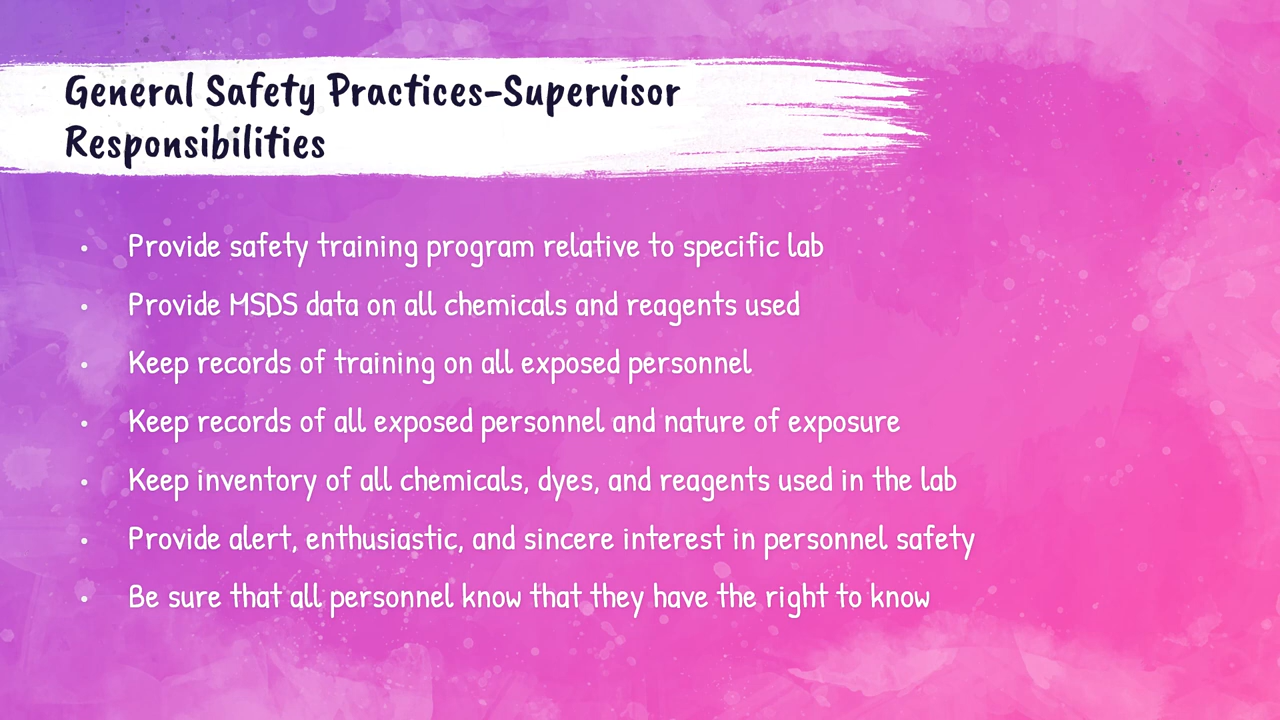 General Safety Practices-Supervisor
Responsibilities
• Provide safety training program relative to specific lab
• Provide MSDS data on all chemicals and reagents used
• Keep records of training on all exposed personnel
• Keep records of all exposed personnel and nature of exposure
• Keep inventory of all chemicals, dyes, and reagents used in the lab
• Provide alert, enthusiastic, and sincere interest in personnel safety
• Be sure that all personnel know that they have the right to know